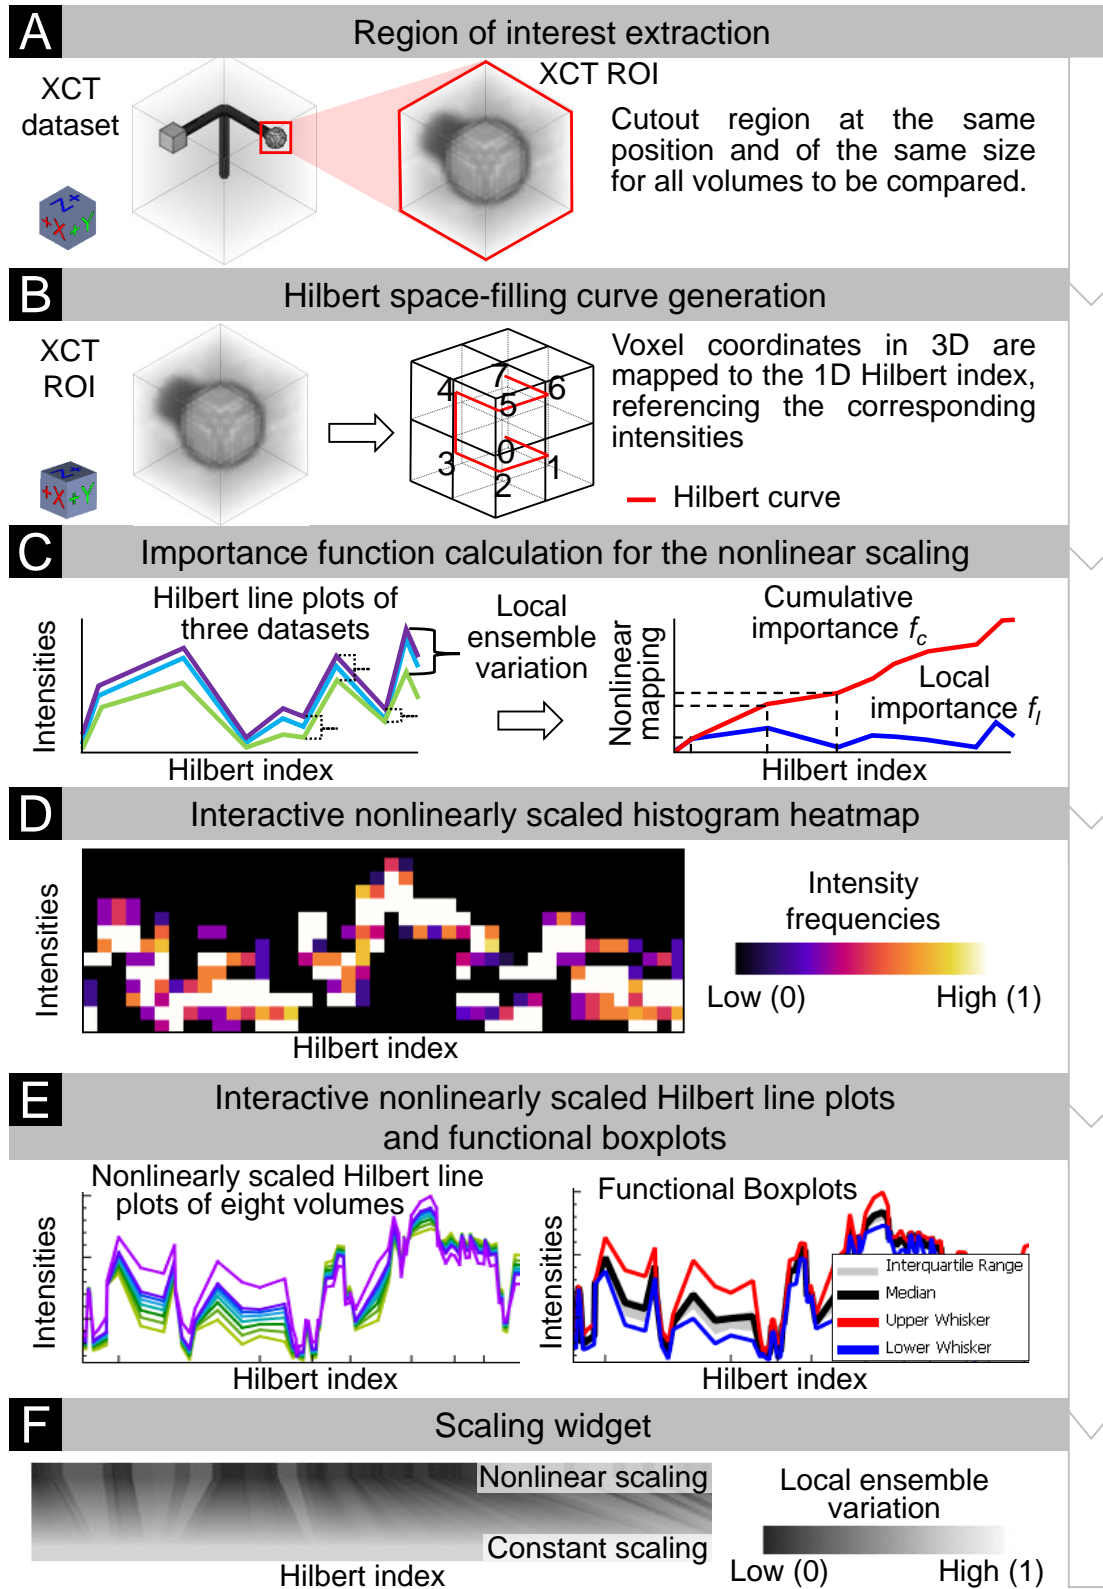 A
Region of interest extraction
XCT
dataset
XCT ROI
Cutout region at the same
position and of the same size
for all volumes to be compared.
Z+
+X
+Y
B
Hilbert space-filling curve generation
XCT
ROI
Z+
+X
+Y
7
4
6
5
0
3
1
2
Voxel coordinates in 3D are
mapped to the 1D Hilbert index,
referencing the corresponding
intensities
Hilbert curve
C
Importance function calculation for the nonlinear scaling
Intensities
Hilbert line plots of
three datasets
Local
ensemble
variation
Hilbert index
Nonlinear
mapping
Cumulative
importance fc
Local
importance fl
Hilbert index
D
Interactive nonlinearly scaled histogram heatmap
Intensities
Hilbert index
Intensity
frequencies
Low (0)
High (1)
E
Interactive nonlinearly scaled Hilbert line plots
and functional boxplots
Nonlinearly scaled Hilbert line
plots of eight volumes
Intensities
Hilbert index
Functional Boxplots
Intensities
Interquartile Range
Median
Upper Whisker
Lower Whisker
Hilbert index
F
Scaling widget
Nonlinear scaling
Constant scaling
Hilbert index
Local ensemble
variation
Low (0)
High (1)